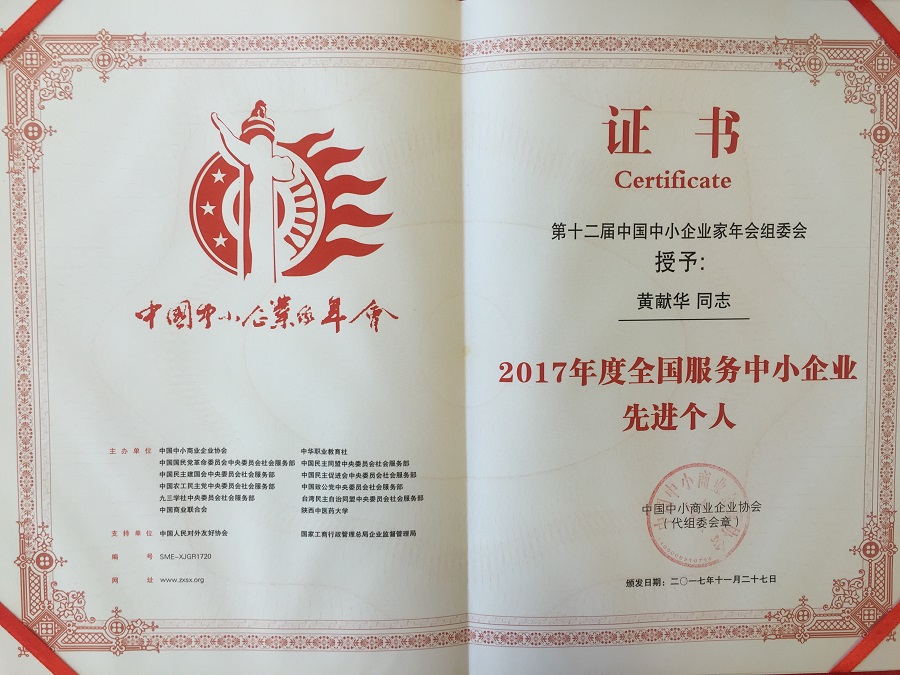 中国中小企業家年會
主办单位 中国中小商业企业协会 中华职业教育社
中国国民党革命委员会中央委员会社会服务部 中国民主同盟中央委员会社会服务部
中国民主建国会中央委员会社会服务部 中国民主促进会中央委员会社会服务部
中国农工民主党中央委员会社会服务部 中国致公党中央委员会社会服务部
九三学社中央委员会社会服务部 台湾民主自治同盟中央委员会社会服务部
中国商业联合会 陕西中医药大学
支持单位 中国人民对外友好协会 国家工商行政管理总局企业监督管理局
编号 SME-XJGR1720
网址 www.zxsx.org
证书
Certificate
第十二届中国中小企业家年会组委会
授予:
黄献华 同志
2017年度全国服务中小企业
先进个人
中国中小商业企业协会
（代组委会章）
颁发日期：二〇一七年十一月二十七日